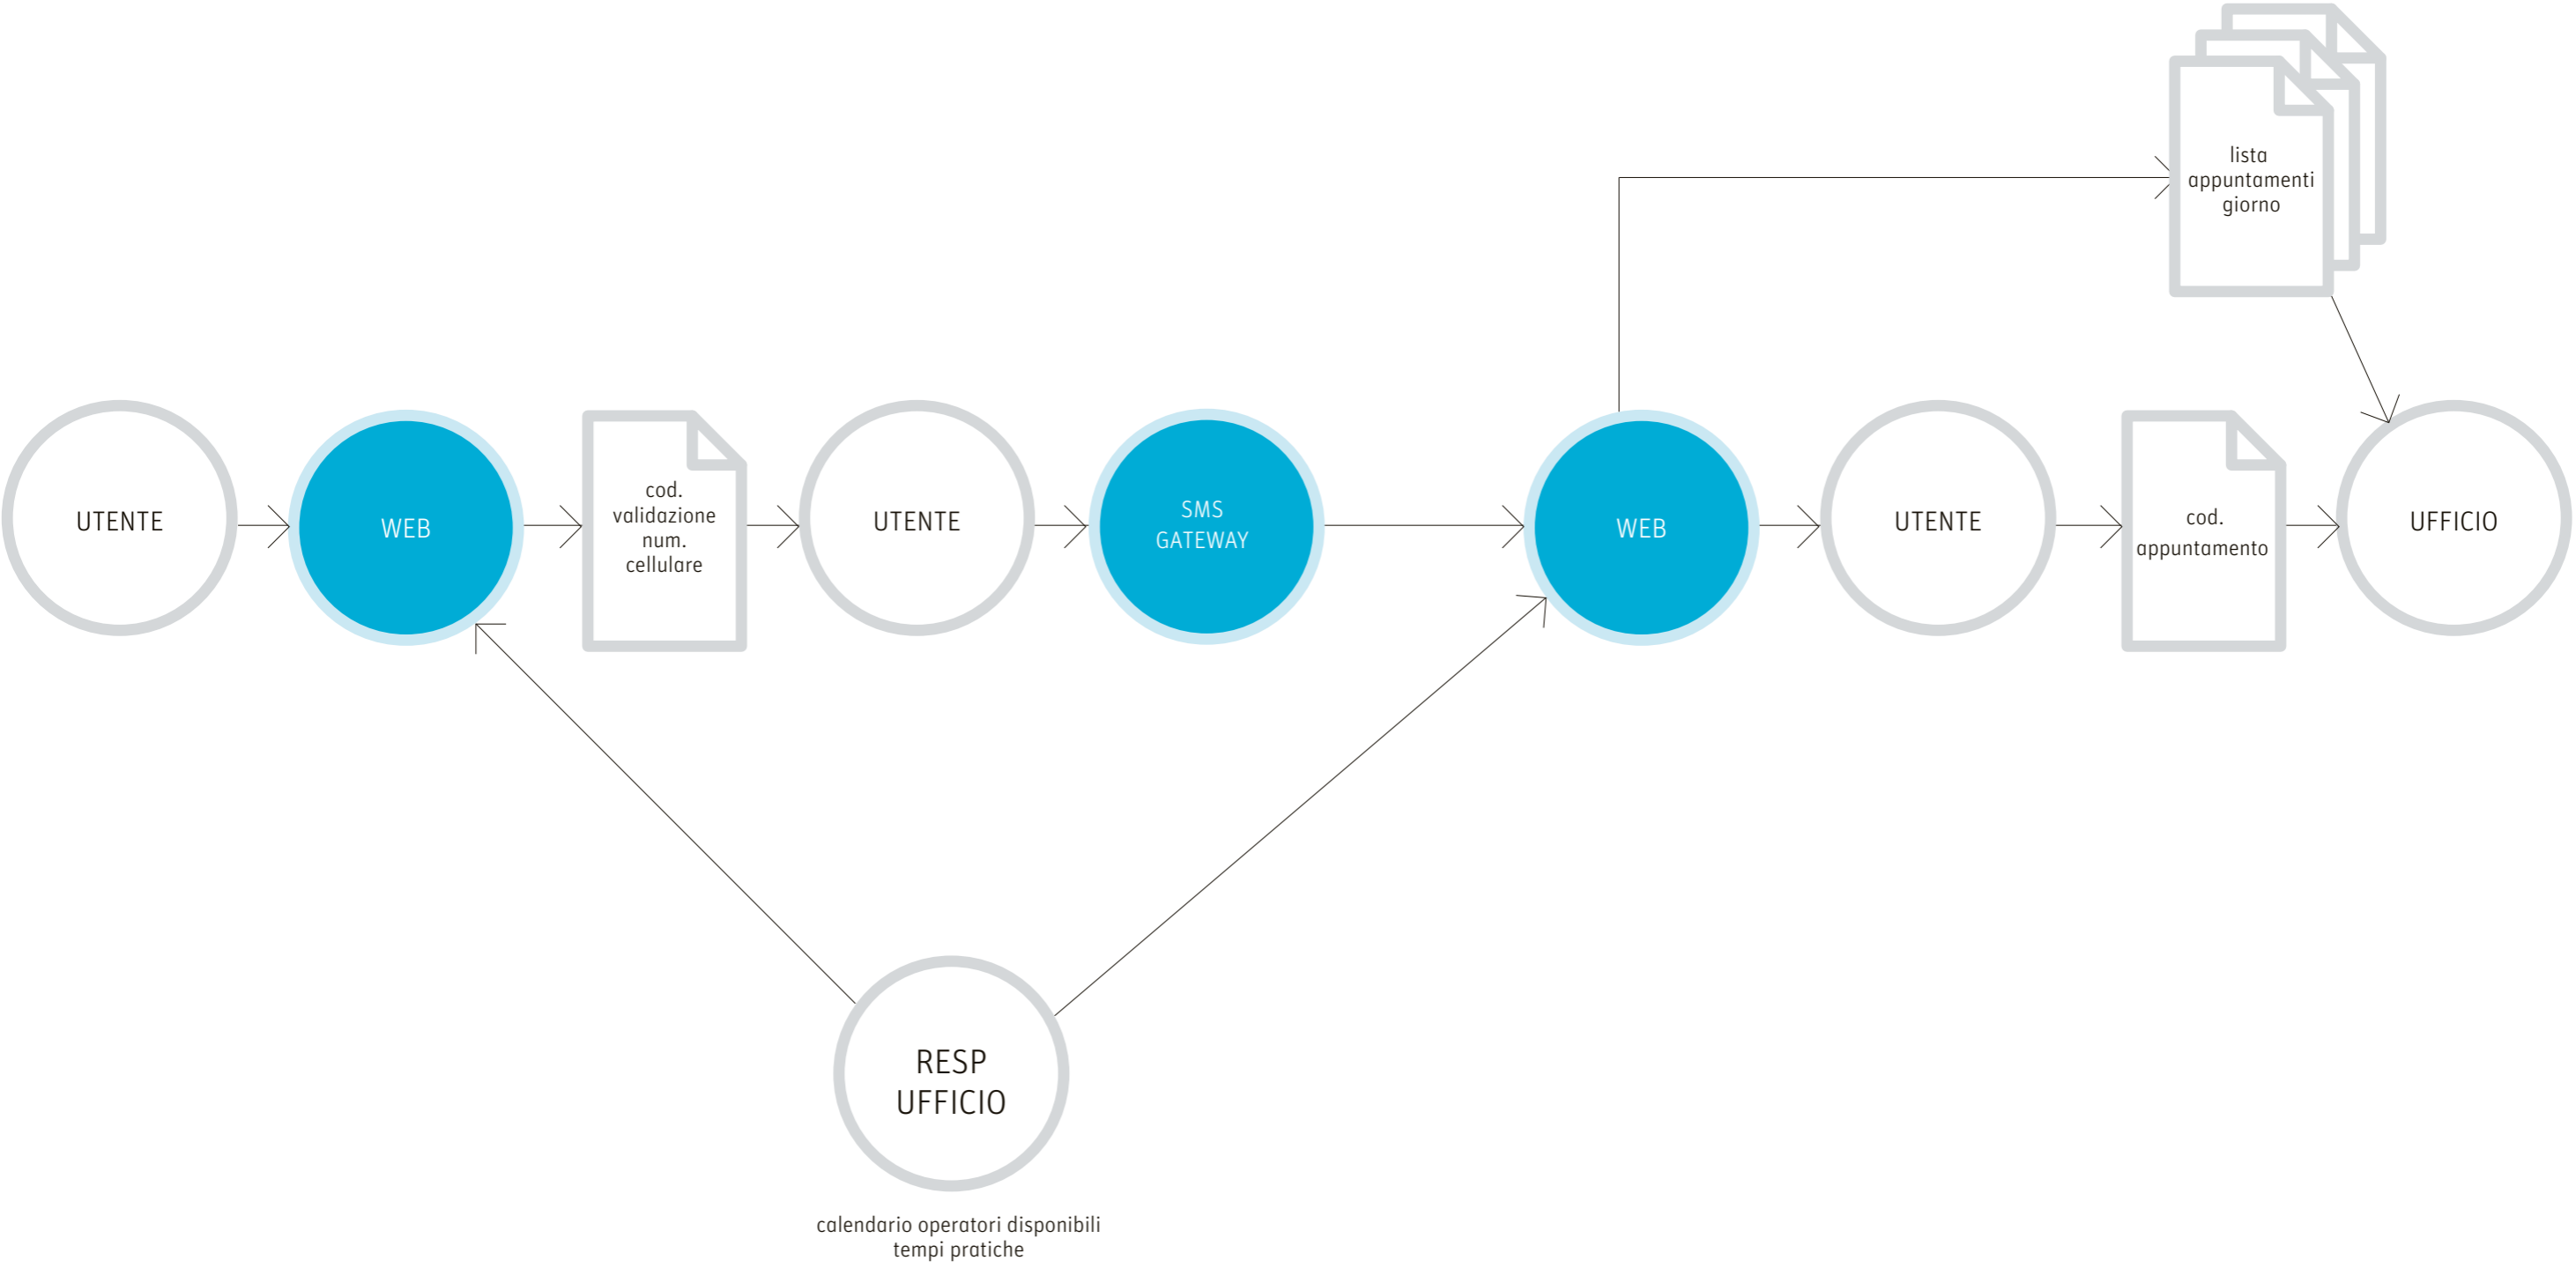 lista
appuntamenti
giorno
UTENTE
WEB
cod.
validazione
num.
cellulare
UTENTE
SMS
GATEWAY
WEB
UTENTE
cod.
appuntamento
UFFICIO
RESP
UFFICIO
calendario operatori disponibili
tempi pratiche